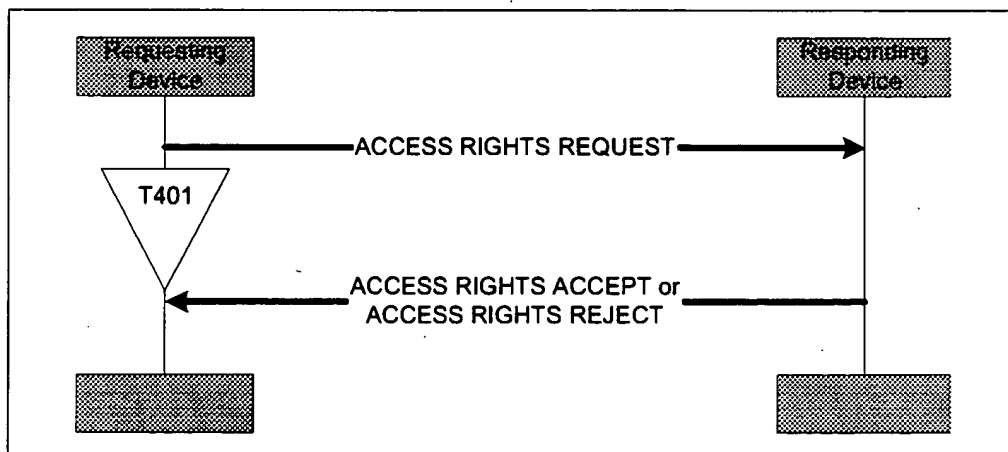 Requesting
Device
Responding
Device
ACCESS RIGHTS REQUEST
T401
ACCESS RIGHTS ACCEPT or
ACCESS RIGHTS REJECT